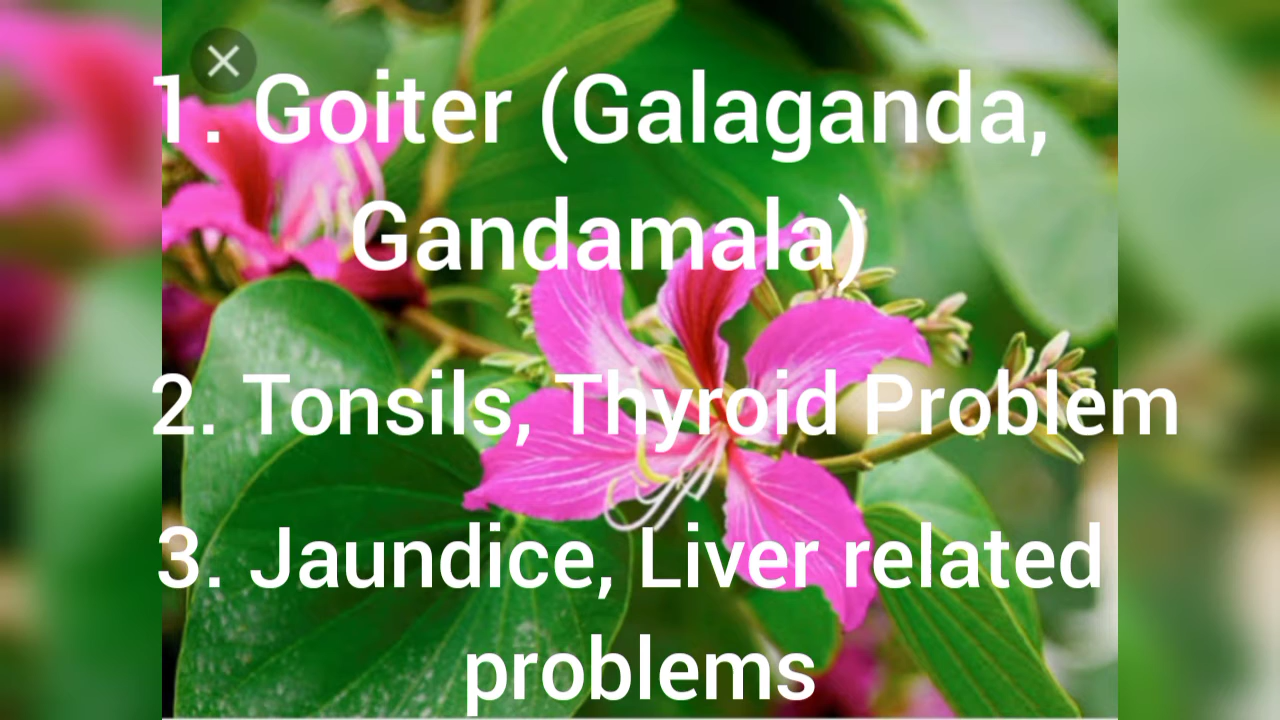 1. Goiter (Galaganda,
Gandamala)
2. Tonsils, Thyroid Problem
3. Jaundice, Liver related
problems